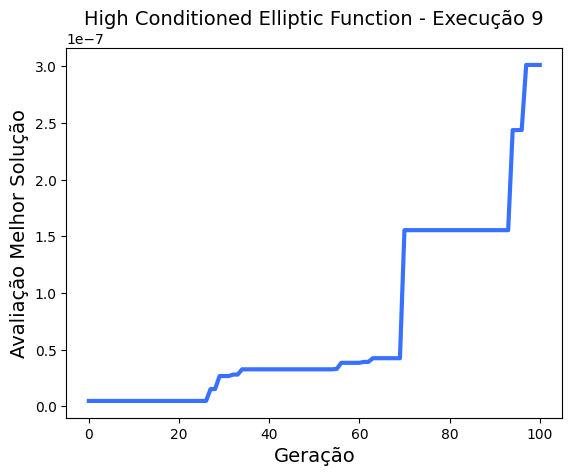 High Conditioned Elliptic Function - Execução 9
1e−7
3.0
2.5
2.0
1.5
1.0
0.5
0.0
Avaliação Melhor Solução
0 20 40 60 80 100
Geração